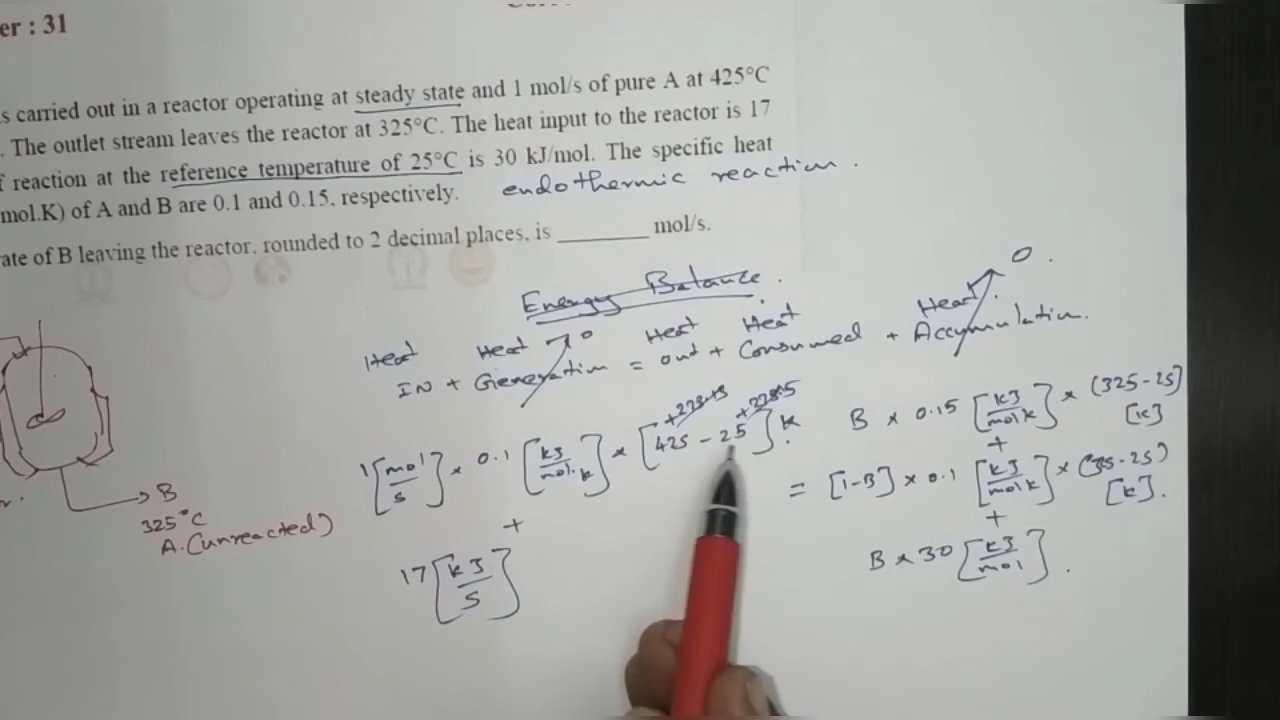 er : 31
s carried out in a reactor operating at steady state and 1 mol/s of pure A at 425°C
. The outlet stream leaves the reactor at 325°C. The heat input to the reactor is 17
f reaction at the reference temperature of 25°C is 30 kJ/mol. The specific heat
mol.K) of A and B are 0.1 and 0.15, respectively.
endothermic reaction.
ate of B leaving the reactor, rounded to 2 decimal places, is ________ mol/s.
Energy Balance.
Heat Heat 0 Heat Heat Heat 0.
IN + Generation = out + Consumed + Accumulation.
+273.15 +273.15
1 [mol/s] × 0.1 [kJ/mol.K] × [425 - 25] K.
B × 0.15 [kJ/molK] × (325-25) [K]
+
= [1-B] × 0.1 [kJ/molK] × (35-25) [K].
+
B × 30 [kJ/mol].
+
17 [kJ/s]
B
325°C
A. (unreacted)